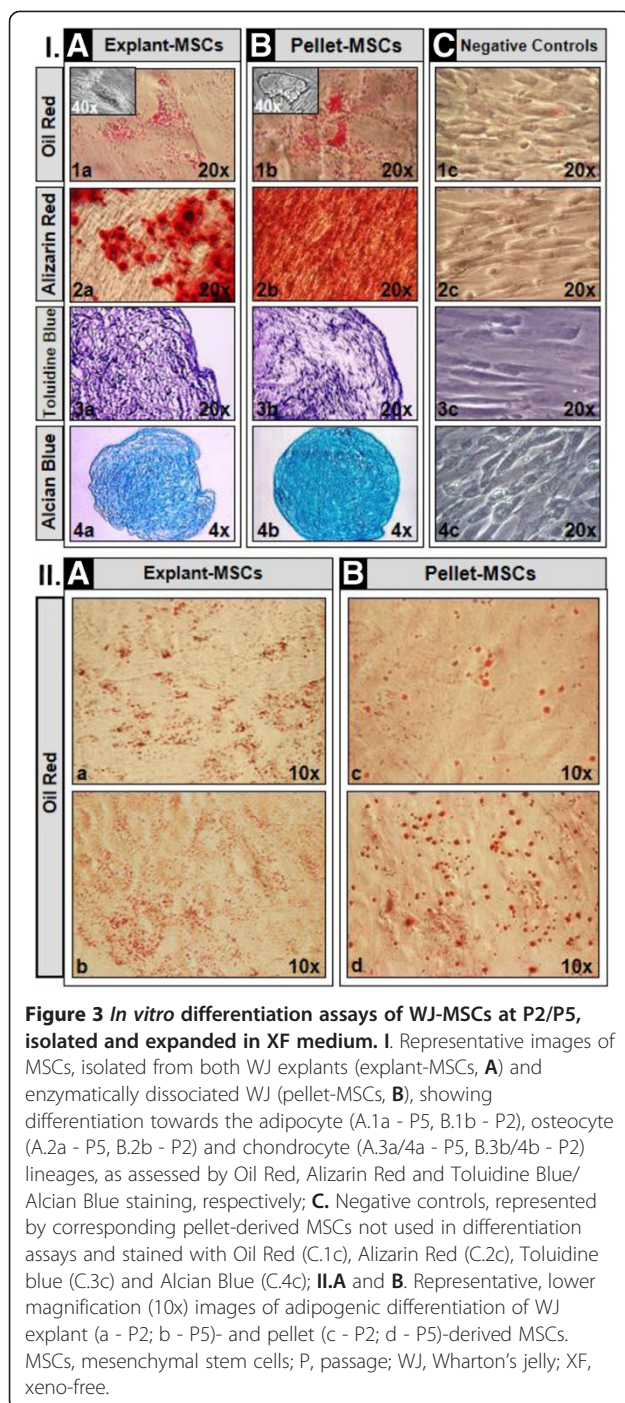 I. A Explant-MSCs B Pellet-MSCs C Negative Controls
Oil Red
40x
1a 20x
40x
1b 20x
1c 20x
Alizarin Red
2a 20x
2b 20x
2c 20x
Toluidine Blue
3a 20x
3b 20x
3c 20x
Alcian Blue
4a 4x
4b 4x
4c 20x
II. A Explant-MSCs B Pellet-MSCs
Oil Red
a 10x
c 10x
b 10x
d 10x
Figure 3 In vitro differentiation assays of WJ-MSCs at P2/P5,
isolated and expanded in XF medium. I. Representative images of
MSCs, isolated from both WJ explants (explant-MSCs, A) and
enzymatically dissociated WJ (pellet-MSCs, B), showing
differentiation towards the adipocyte (A.1a - P5, B.1b - P2), osteocyte
(A.2a - P5, B.2b - P2) and chondrocyte (A.3a/4a - P5, B.3b/4b - P2)
lineages, as assessed by Oil Red, Alizarin Red and Toluidine Blue/
Alcian Blue staining, respectively; C. Negative controls, represented
by corresponding pellet-derived MSCs not used in differentiation
assays and stained with Oil Red (C.1c), Alizarin Red (C.2c), Toluidine
blue (C.3c) and Alcian Blue (C.4c); II.A and B. Representative, lower
magnification (10x) images of adipogenic differentiation of WJ
explant (a - P2; b - P5)- and pellet (c - P2; d - P5)-derived MSCs.
MSCs, mesenchymal stem cells; P, passage; WJ, Wharton's jelly; XF,
xeno-free.